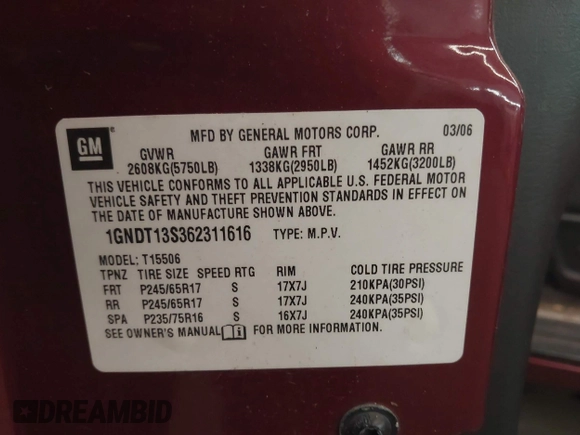 GM
MFD BY GENERAL MOTORS CORP. 03/06
GVWR GAWR FRT GAWR RR
2608KG(5750LB) 1338KG(2950LB) 1452KG(3200LB)
THIS VEHICLE CONFORMS TO ALL APPLICABLE U.S. FEDERAL MOTOR
VEHICLE SAFETY AND THEFT PREVENTION STANDARDS IN EFFECT ON
THE DATE OF MANUFACTURE SHOWN ABOVE.
1GNDT13S362311616 TYPE: M.P.V.
MODEL: T15506
TPNZ TIRE SIZE SPEED RTG RIM COLD TIRE PRESSURE
FRT P245/65R17 S 17X7J 210KPA(30PSI)
RR P245/65R17 S 17X7J 240KPA(35PSI)
SPA P235/75R16 S 16X7J 240KPA(35PSI)
SEE OWNER'S MANUAL i FOR MORE INFORMATION.
DREAMBID